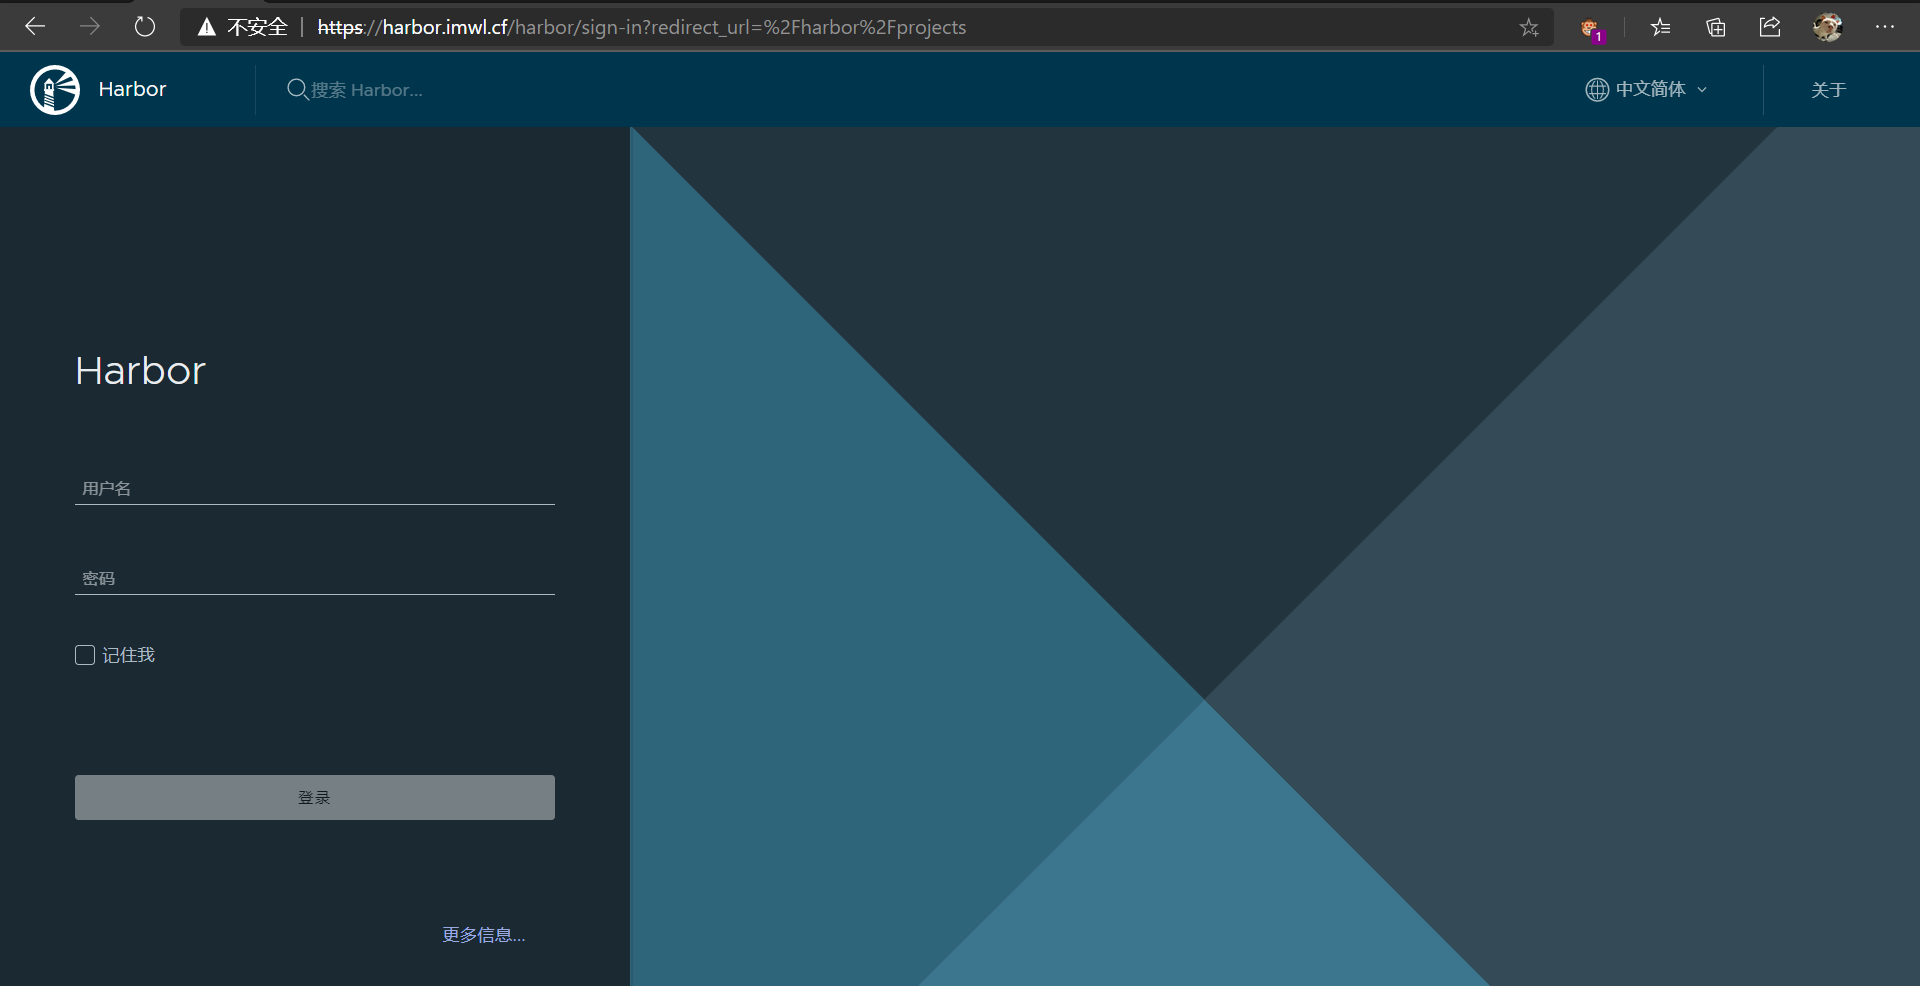 不安全 | https://harbor.imwl.cf/harbor/sign-in?redirect_url=%2Fharbor%2Fprojects
1
Harbor
搜索 Harbor...
中文简体
关于
Harbor
用户名
密码
记住我
登录
更多信息...